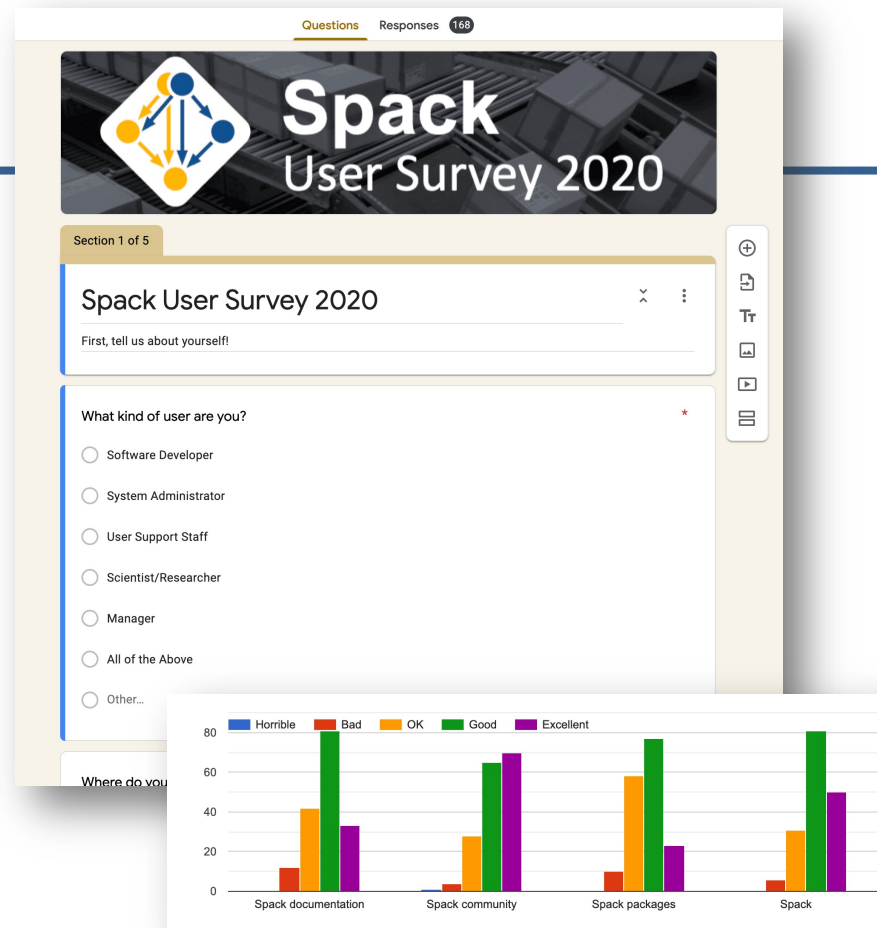 Questions Responses 168
Spack
User Survey 2020
Section 1 of 5
Spack User Survey 2020
First, tell us about yourself!
What kind of user are you? *
Software Developer
System Administrator
User Support Staff
Scientist/Researcher
Manager
All of the Above
Other...
Where do you
Horrible Bad OK Good Excellent
80
60
40
20
0
Spack documentation Spack community Spack packages Spack